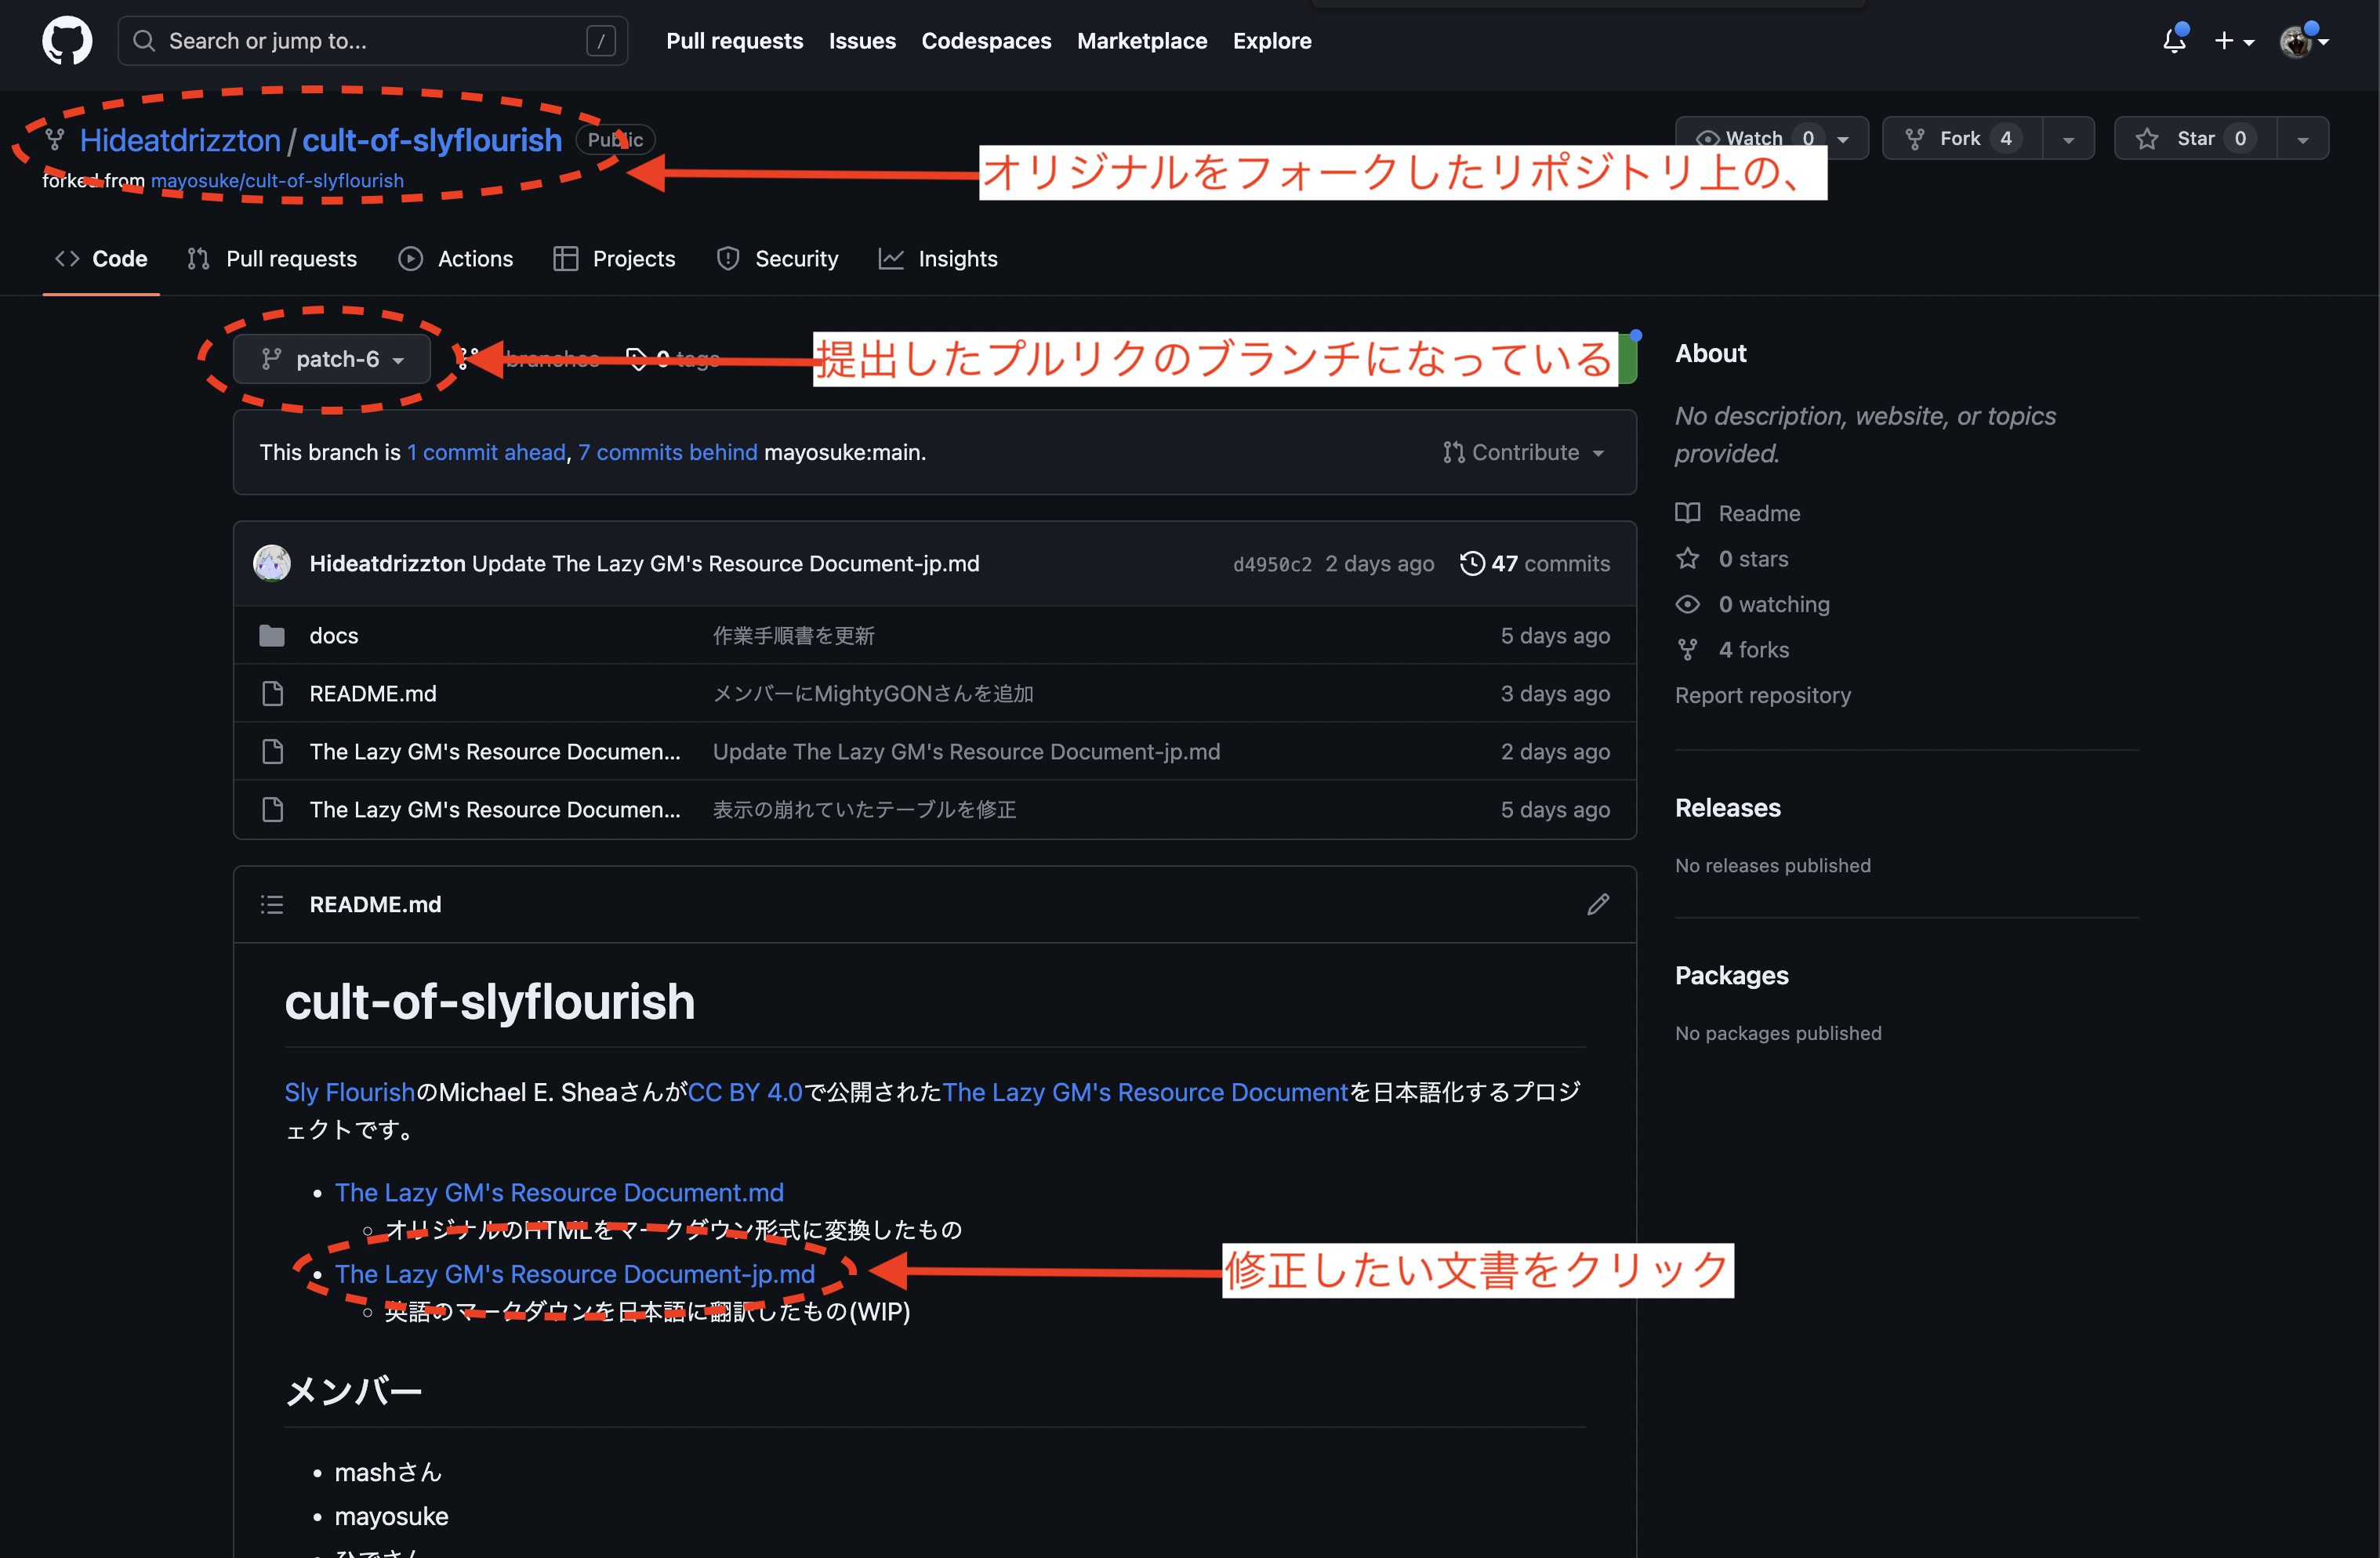 Search or jump to... /
Pull requests Issues Codespaces Marketplace Explore
Hideatdrizzton / cult-of-slyflourish Public
forked from mayosuke/cult-of-slyflourish
Watch 0 Fork 4 Star 0
オリジナルをフォークしたリポジトリ上の、
Code Pull requests Actions Projects Security Insights
patch-6 branches 0 tags
提出したプルリクのブランチになっている
This branch is 1 commit ahead, 7 commits behind mayosuke:main.
Contribute
Hideatdrizzton Update The Lazy GM's Resource Document-jp.md d4950c2 2 days ago 47 commits
docs 作業手順書を更新 5 days ago
README.md メンバーにMightyGONさんを追加 3 days ago
The Lazy GM's Resource Documen... Update The Lazy GM's Resource Document-jp.md 2 days ago
The Lazy GM's Resource Documen... 表示の崩れていたテーブルを修正 5 days ago
README.md
cult-of-slyflourish
Sly FlourishのMichael E. SheaさんがCC BY 4.0で公開されたThe Lazy GM's Resource Documentを日本語化するプロジ
ェクトです。
The Lazy GM's Resource Document.md
オリジナルのHTMLをマークダウン形式に変換したもの
The Lazy GM's Resource Document-jp.md
修正したい文書をクリック
英語のマークダウンを日本語に翻訳したもの(WIP)
メンバー
mashさん
mayosuke
About
No description, website, or topics
provided.
Readme
0 stars
0 watching
4 forks
Report repository
Releases
No releases published
Packages
No packages published